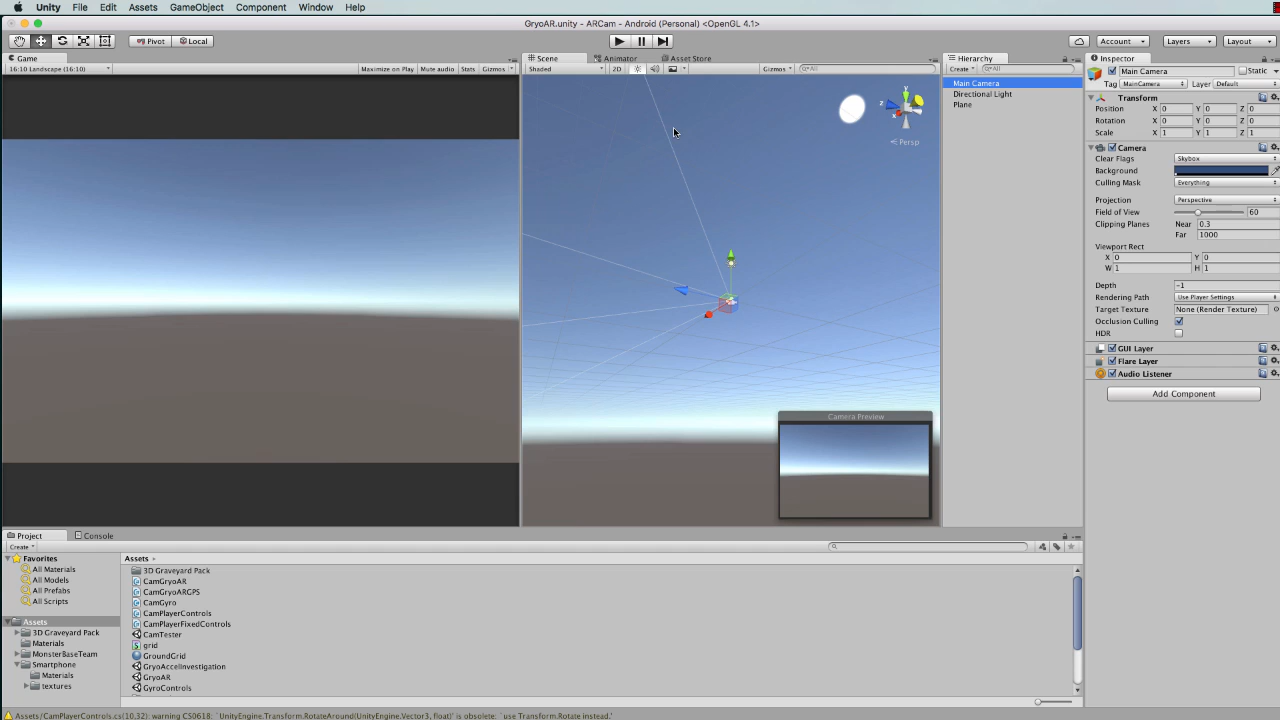 Unity File Edit Assets GameObject Component Window Help
GryoAR.unity - ARCam - Android (Personal) <OpenGL 4.1>
Pivot Local Account Layers Layout
Game Scene Animator Asset Store Hierarchy Inspector
16:10 Landscape (16:10) Maximize on Play Mute audio Stats Gizmos Shaded 2D Gizmos All Create All Main Camera Static
Tag MainCamera Layer Default
Main Camera
Directional Light
Plane
Transform
Position X 0 Y 0 Z 0
Rotation X 0 Y 0 Z 0
Scale X 1 Y 1 Z 1
y
z
x
Persp
Camera
Clear Flags Skybox
Background
Culling Mask Everything
Projection Perspective
Field of View 60
Clipping Planes Near 0.3
Far 1000
Viewport Rect
X 0 Y 0
W 1 H 1
Depth -1
Rendering Path Use Player Settings
Target Texture None (Render Texture)
Occlusion Culling
HDR
GUI Layer
Flare Layer
Audio Listener
Add Component
Camera Preview
Project Console
Create
Favorites
All Materials
All Models
All Prefabs
All Scripts
Assets
3D Graveyard Pack
Materials
MonsterBaseTeam
Smartphone
Materials
textures
Assets
3D Graveyard Pack
CamGryoAR
CamGryoARGPS
CamGyro
CamPlayerControls
CamPlayerFixedControls
CamTester
grid
GroundGrid
GryoAccelInvestigation
GryoAR
GyroControls
Assets/CamPlayerControls.cs(10,32): warning CS0618: `UnityEngine.Transform.RotateAround(UnityEngine.Vector3, float)' is obsolete: `use Transform.Rotate instead.'